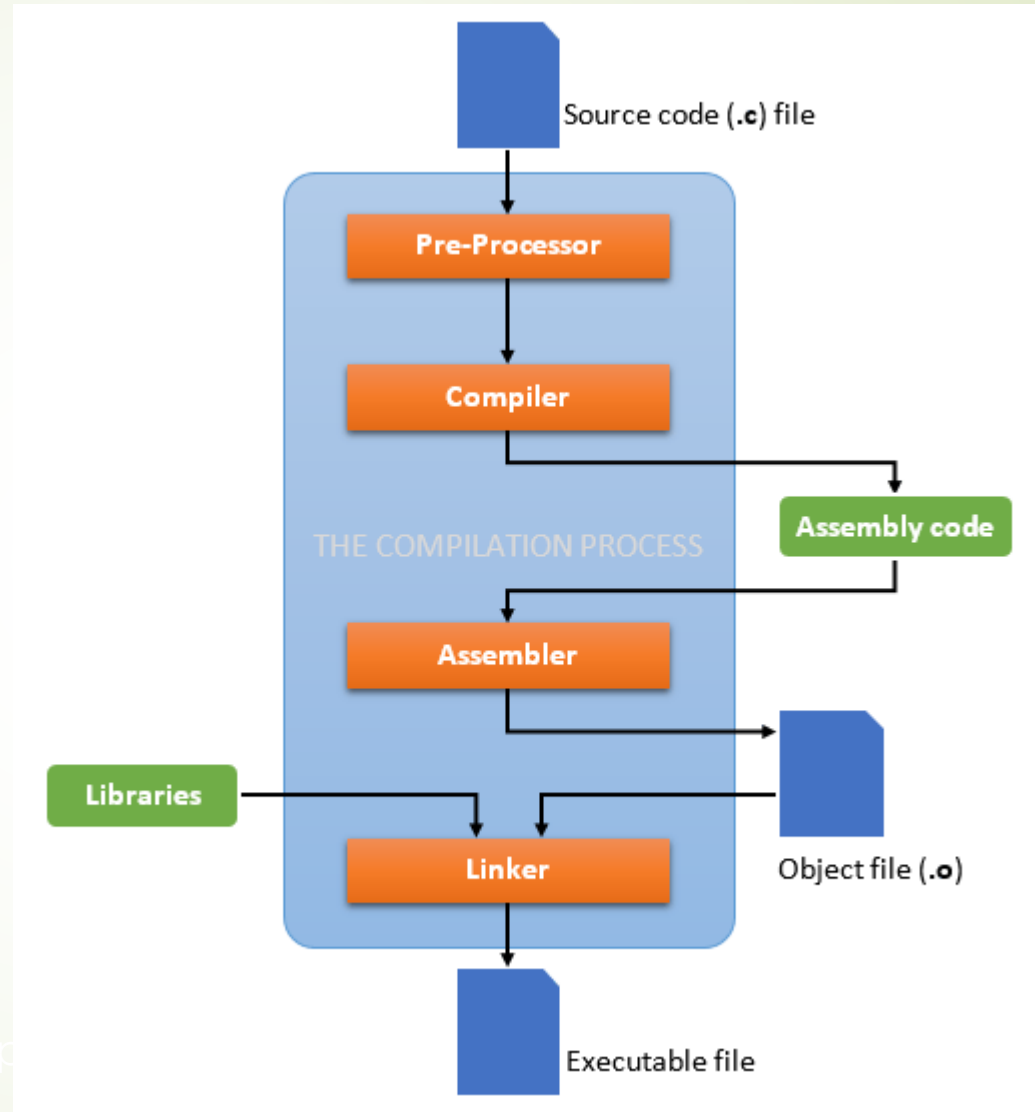 Source code (.c) file
Pre-Processor
Compiler
Assembly code
THE COMPILATION PROCESS
Assembler
Libraries
Linker
Object file (.o)
Executable file